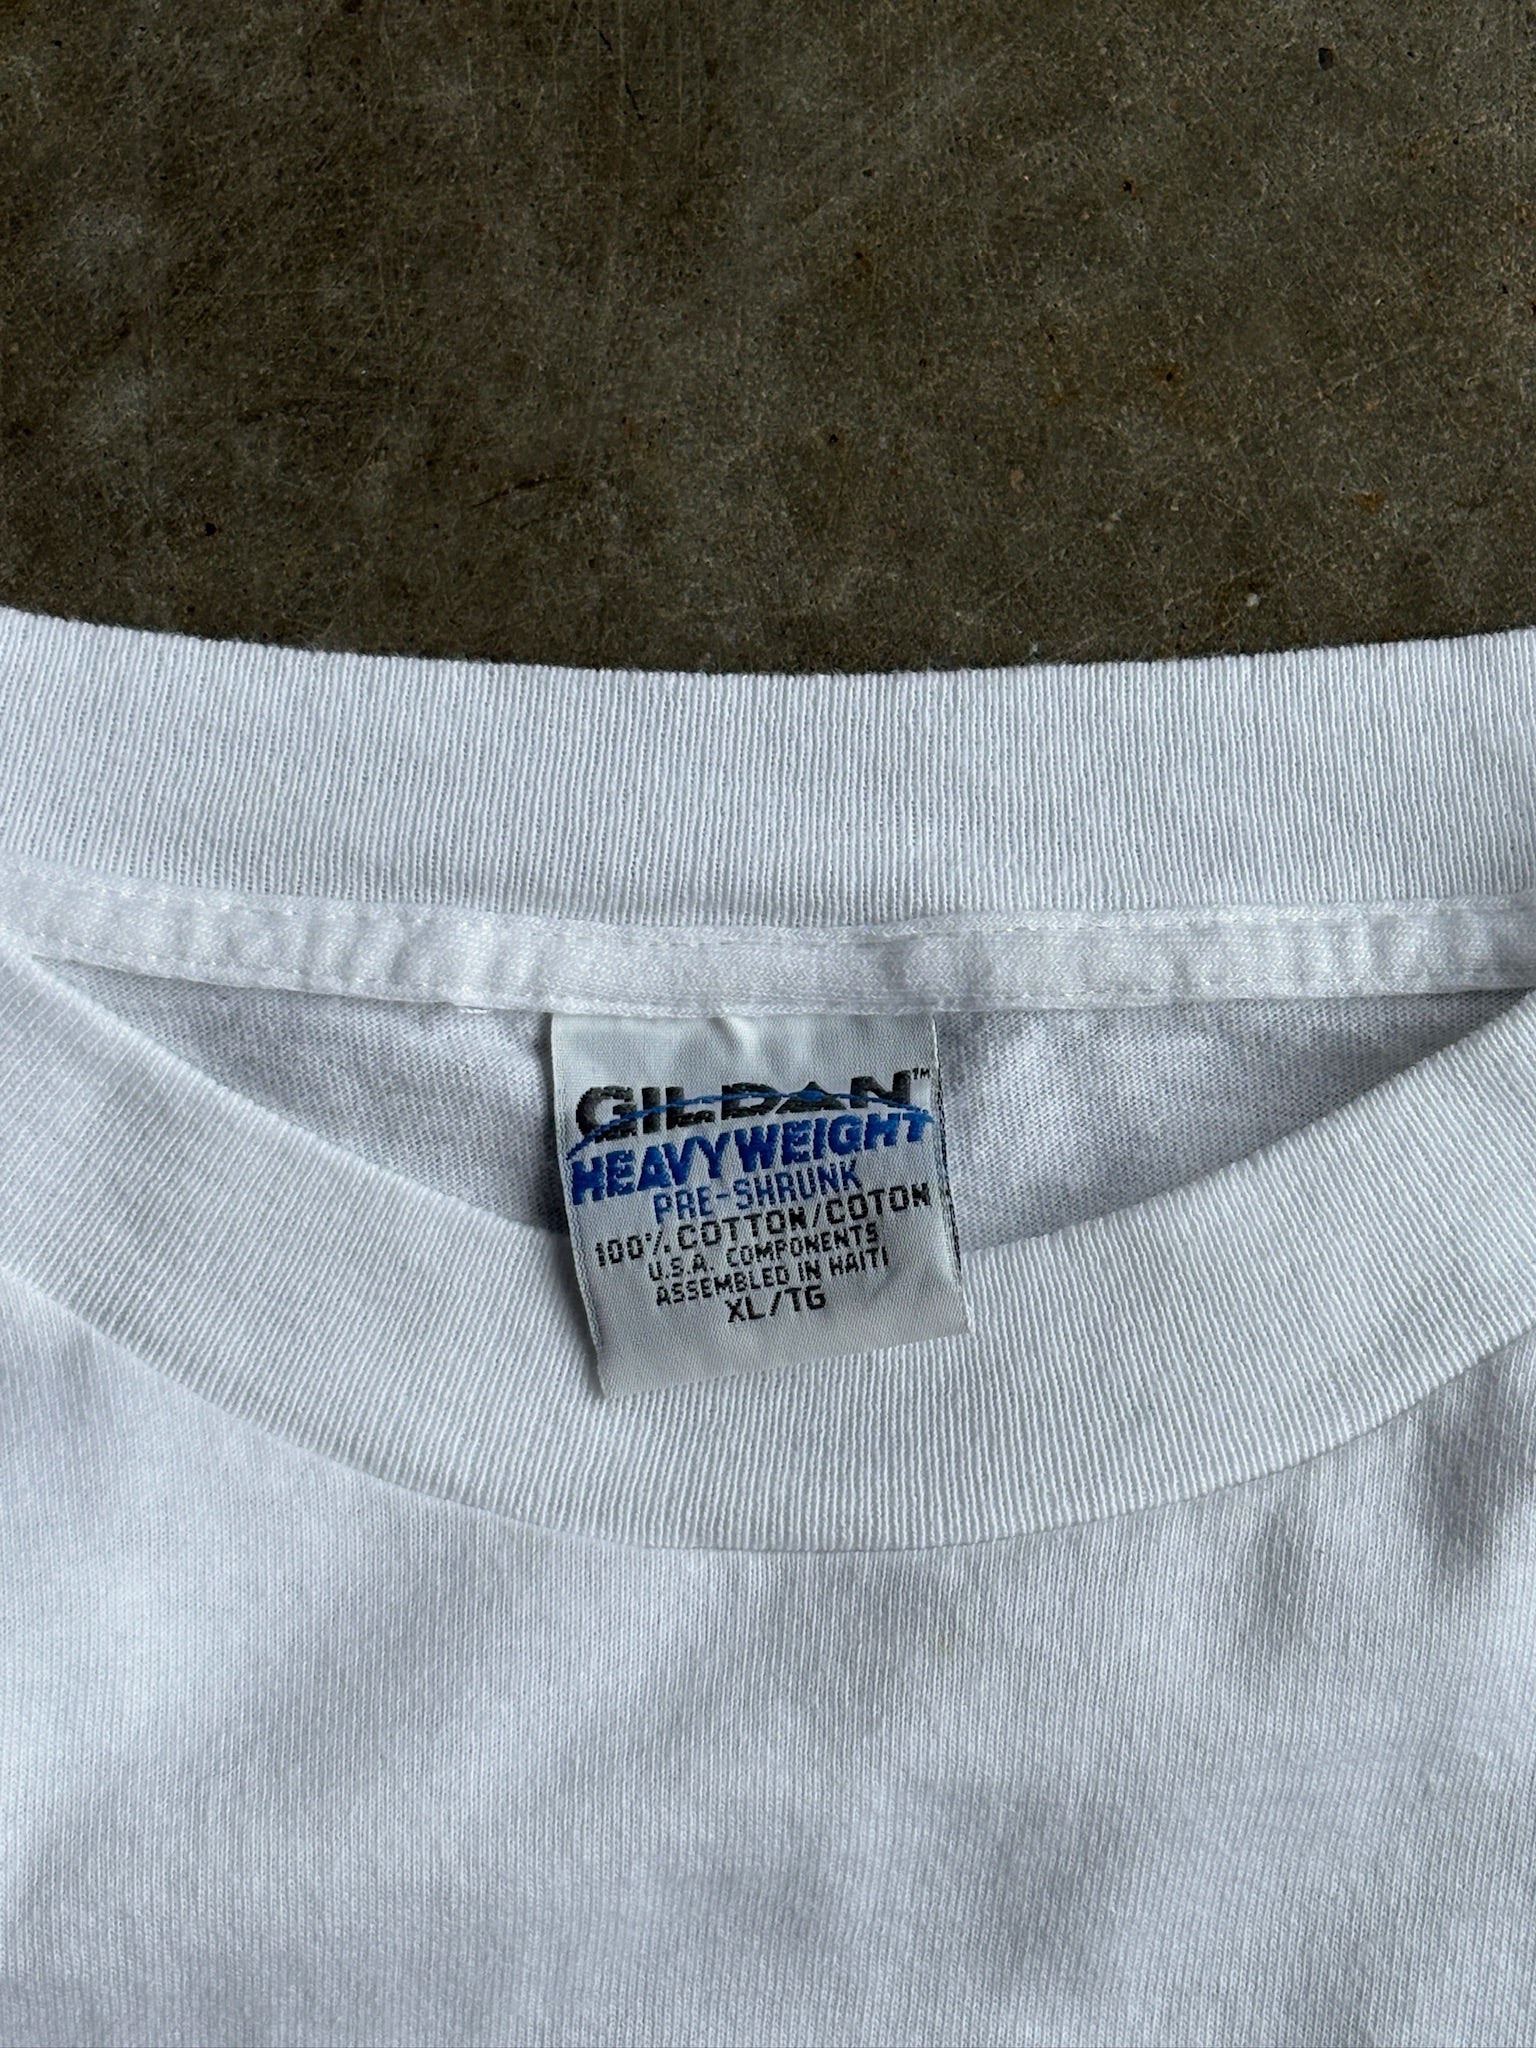 GILDAN™
HEAVYWEIGHT
PRE-SHRUNK
100% COTTON/COTON
U.S.A. COMPONENTS
ASSEMBLED IN HAITI
XL/TG